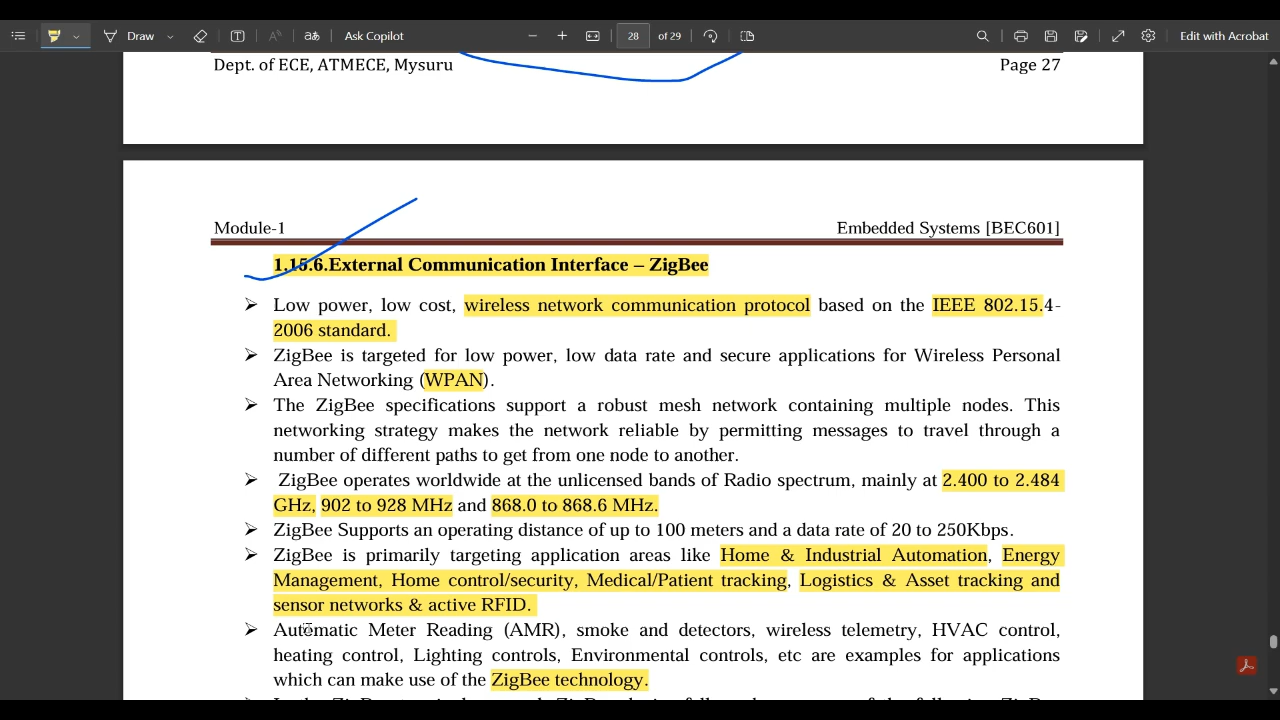 Draw
Ask Copilot
28 of 29
Edit with Acrobat
Dept. of ECE, ATMECE, Mysuru Page 27
Module-1 Embedded Systems [BEC601]
1.15.6.External Communication Interface – ZigBee
➢ Low power, low cost, wireless network communication protocol based on the IEEE 802.15.4-
2006 standard.
➢ ZigBee is targeted for low power, low data rate and secure applications for Wireless Personal
Area Networking (WPAN).
➢ The ZigBee specifications support a robust mesh network containing multiple nodes. This
networking strategy makes the network reliable by permitting messages to travel through a
number of different paths to get from one node to another.
➢ ZigBee operates worldwide at the unlicensed bands of Radio spectrum, mainly at 2.400 to 2.484
GHz, 902 to 928 MHz and 868.0 to 868.6 MHz.
➢ ZigBee Supports an operating distance of up to 100 meters and a data rate of 20 to 250Kbps.
➢ ZigBee is primarily targeting application areas like Home & Industrial Automation, Energy
Management, Home control/security, Medical/Patient tracking, Logistics & Asset tracking and
sensor networks & active RFID.
➢ Automatic Meter Reading (AMR), smoke and detectors, wireless telemetry, HVAC control,
heating control, Lighting controls, Environmental controls, etc are examples for applications
which can make use of the ZigBee technology.